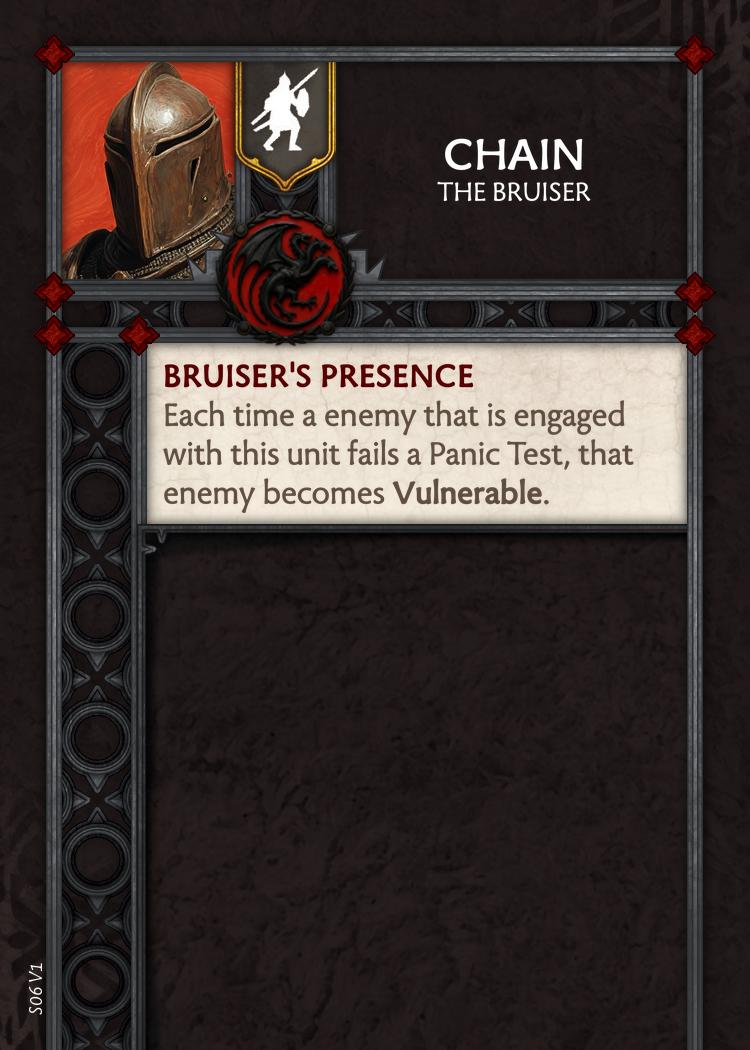 CHAIN
THE BRUISER
BRUISER'S PRESENCE
Each time a enemy that is engaged
with this unit fails a Panic Test, that
enemy becomes Vulnerable.
S06 V1